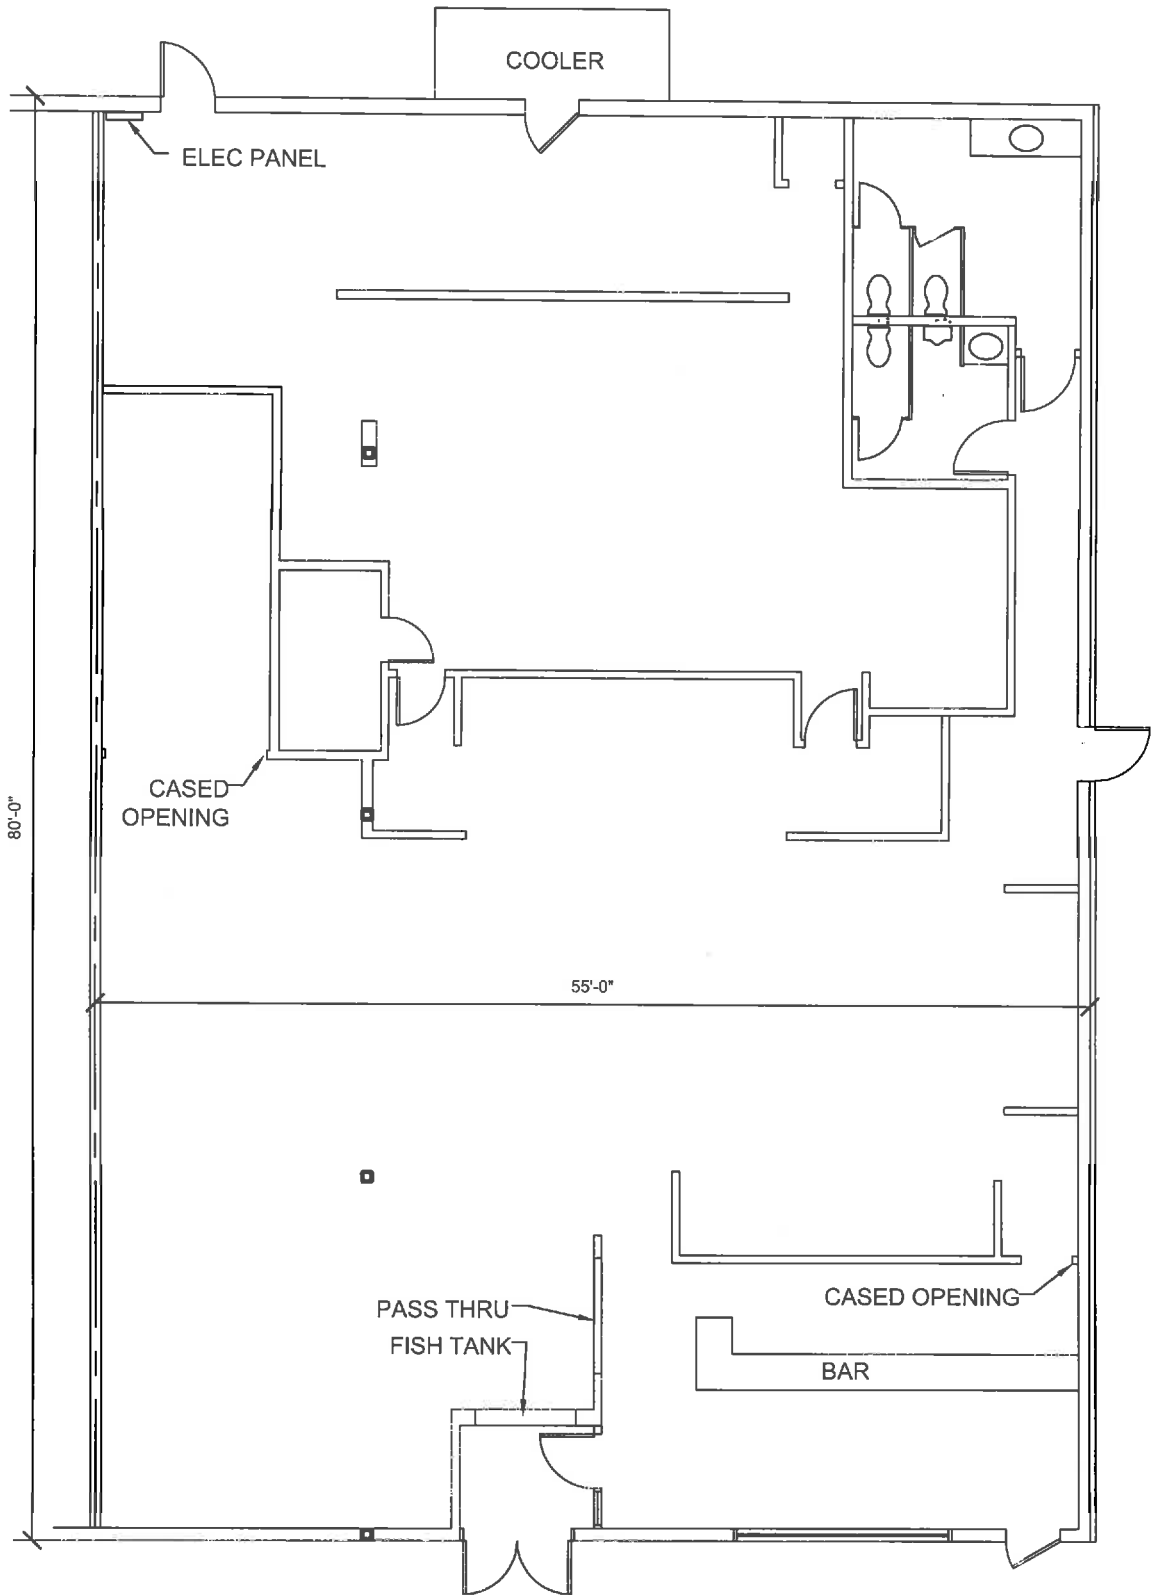 COOLER
ELEC PANEL
CASED
OPENING
80'-0"
55'-0"
PASS THRU
FISH TANK
CASED OPENING
BAR